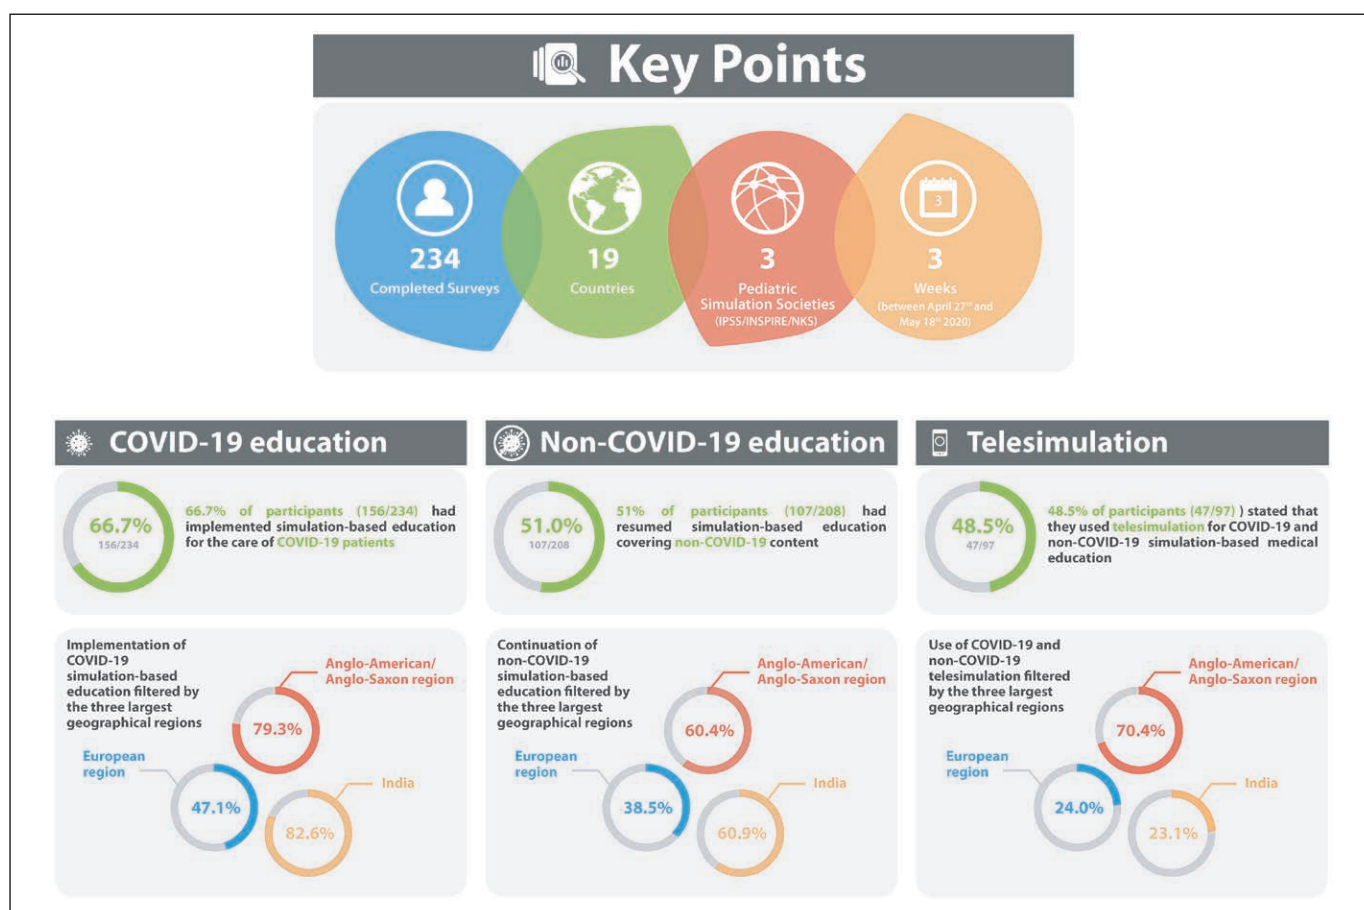 Key Points
234
Completed Surveys
19
Countries
3
Pediatric
Simulation Societies
(IPSS/INSPIRE/NKS)
3
3
Weeks
(between April 27th and
May 18th 2020)
COVID-19 education
66.7%
156/234
66.7% of participants (156/234) had
implemented simulation-based education
for the care of COVID-19 patients
Implementation of
COVID-19
simulation-based
education filtered by
the three largest
geographical regions
Anglo-American/
Anglo-Saxon region
79.3%
European
region
47.1%
India
82.6%
Non-COVID-19 education
51.0%
107/208
51% of participants (107/208) had
resumed simulation-based education
covering non-COVID-19 content
Continuation of
non-COVID-19
simulation-based
education filtered by
the three largest
geographical regions
Anglo-American/
Anglo-Saxon region
60.4%
European
region
38.5%
India
60.9%
Telesimulation
48.5%
47/97
48.5% of participants (47/97) ) stated that
they used telesimulation for COVID-19 and
non-COVID-19 simulation-based medical
education
Use of COVID-19 and
non-COVID-19
telesimulation filtered
by the three largest
geographical regions
Anglo-American/
Anglo-Saxon region
70.4%
European
region
24.0%
India
23.1%